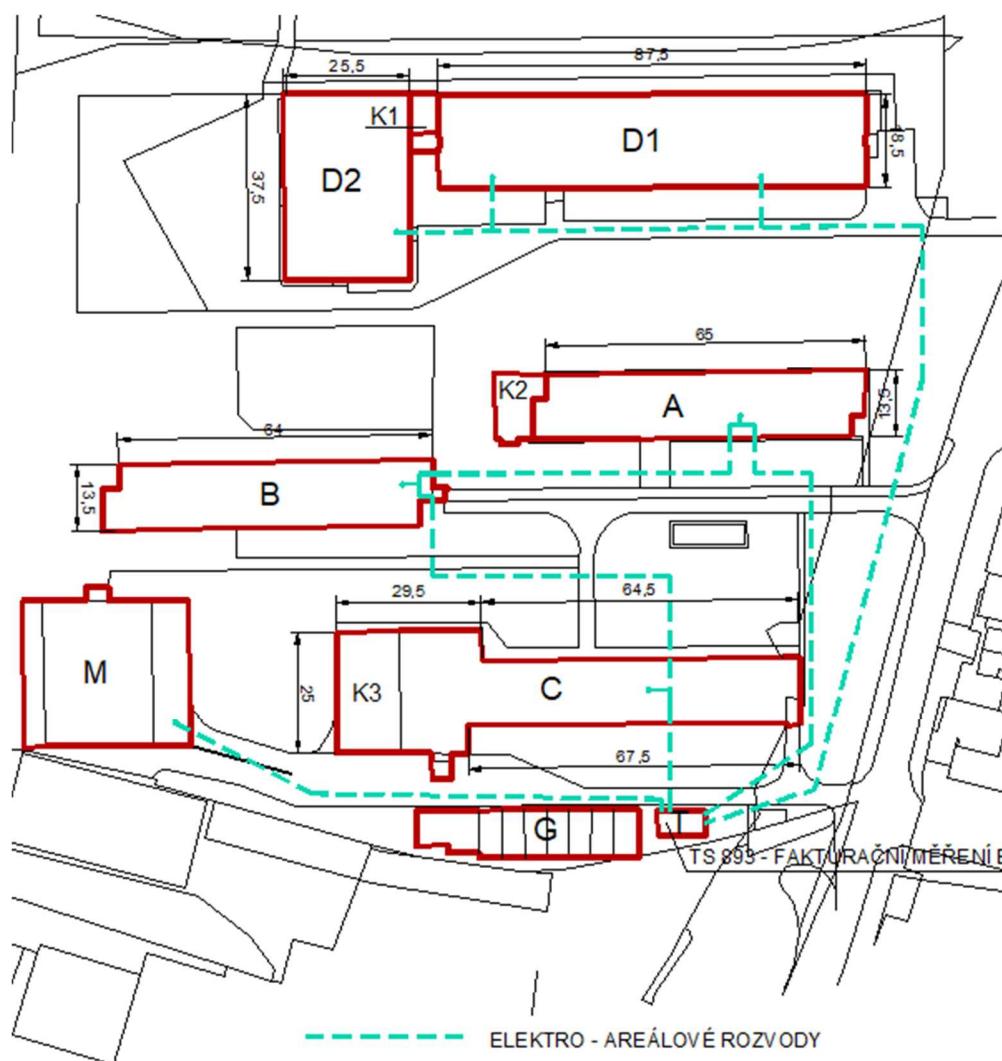 25,5
87,5
K1
D1
18,5
D2
37,5
65
K2
A
13,5
64
B
13,5
29,5
64,5
M
K3
C
25
67,5
G
T
TS 893 - FAKTURAČNÍ MĚŘENÍ E
ELEKTRO - AREÁLOVÉ ROZVODY